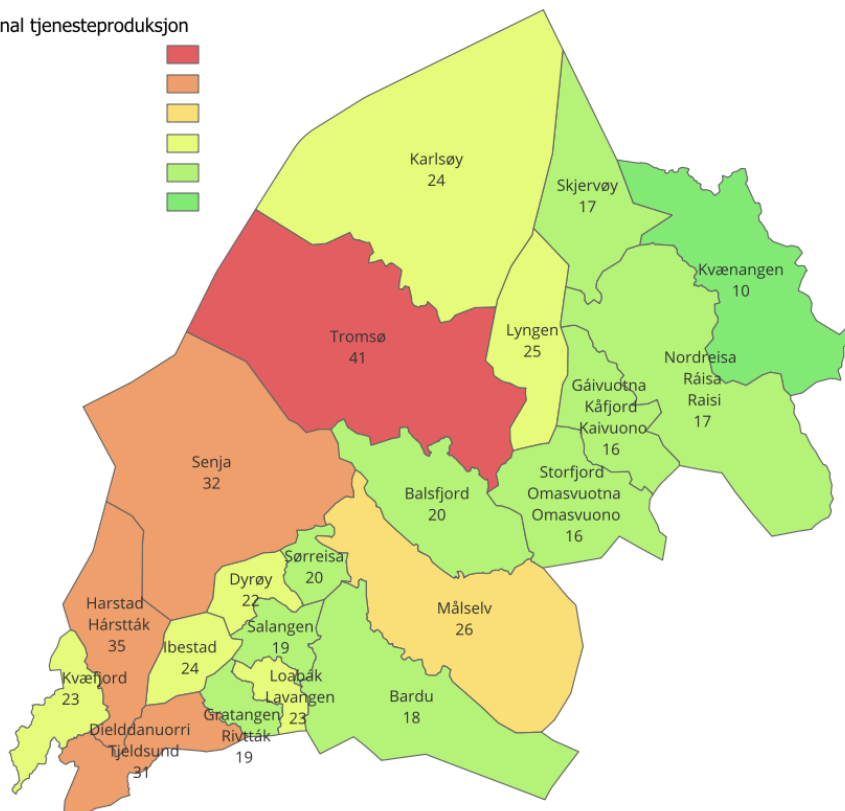 nal tjenesteproduksjon
Karlsøy
24
Skjervøy
17
Kvænangen
10
Tromsø
41
Lyngen
25
Nordreisa
Ráisa
Raisi
17
Gáivuotna
Kåfjord
Kaivuono
16
Senja
32
Balsfjord
20
Storfjord
Omasvuotna
Omasvuono
16
Sørreisa
20
Dyrøy
22
Målselv
26
Harstad
Hárstták
35
Salangen
19
Ibestad
24
Kvæfjord
23
Loabák
Lavangen
23
Bardu
18
Gratangen
Rivtták
19
Dielddanuorri
Tjeldsund
31